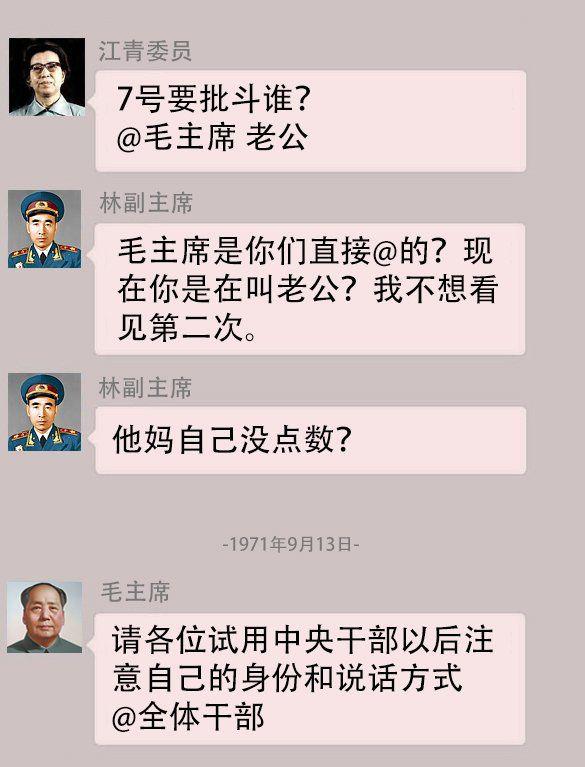 江青委员
7号要批斗谁？
@毛主席 老公
林副主席
毛主席是你们直接@的？现
在你是在叫老公？我不想看
见第二次。
林副主席
他妈自己没点数？
-1971年9月13日-
毛主席
请各位试用中央干部以后注
意自己的身份和说话方式
@全体干部